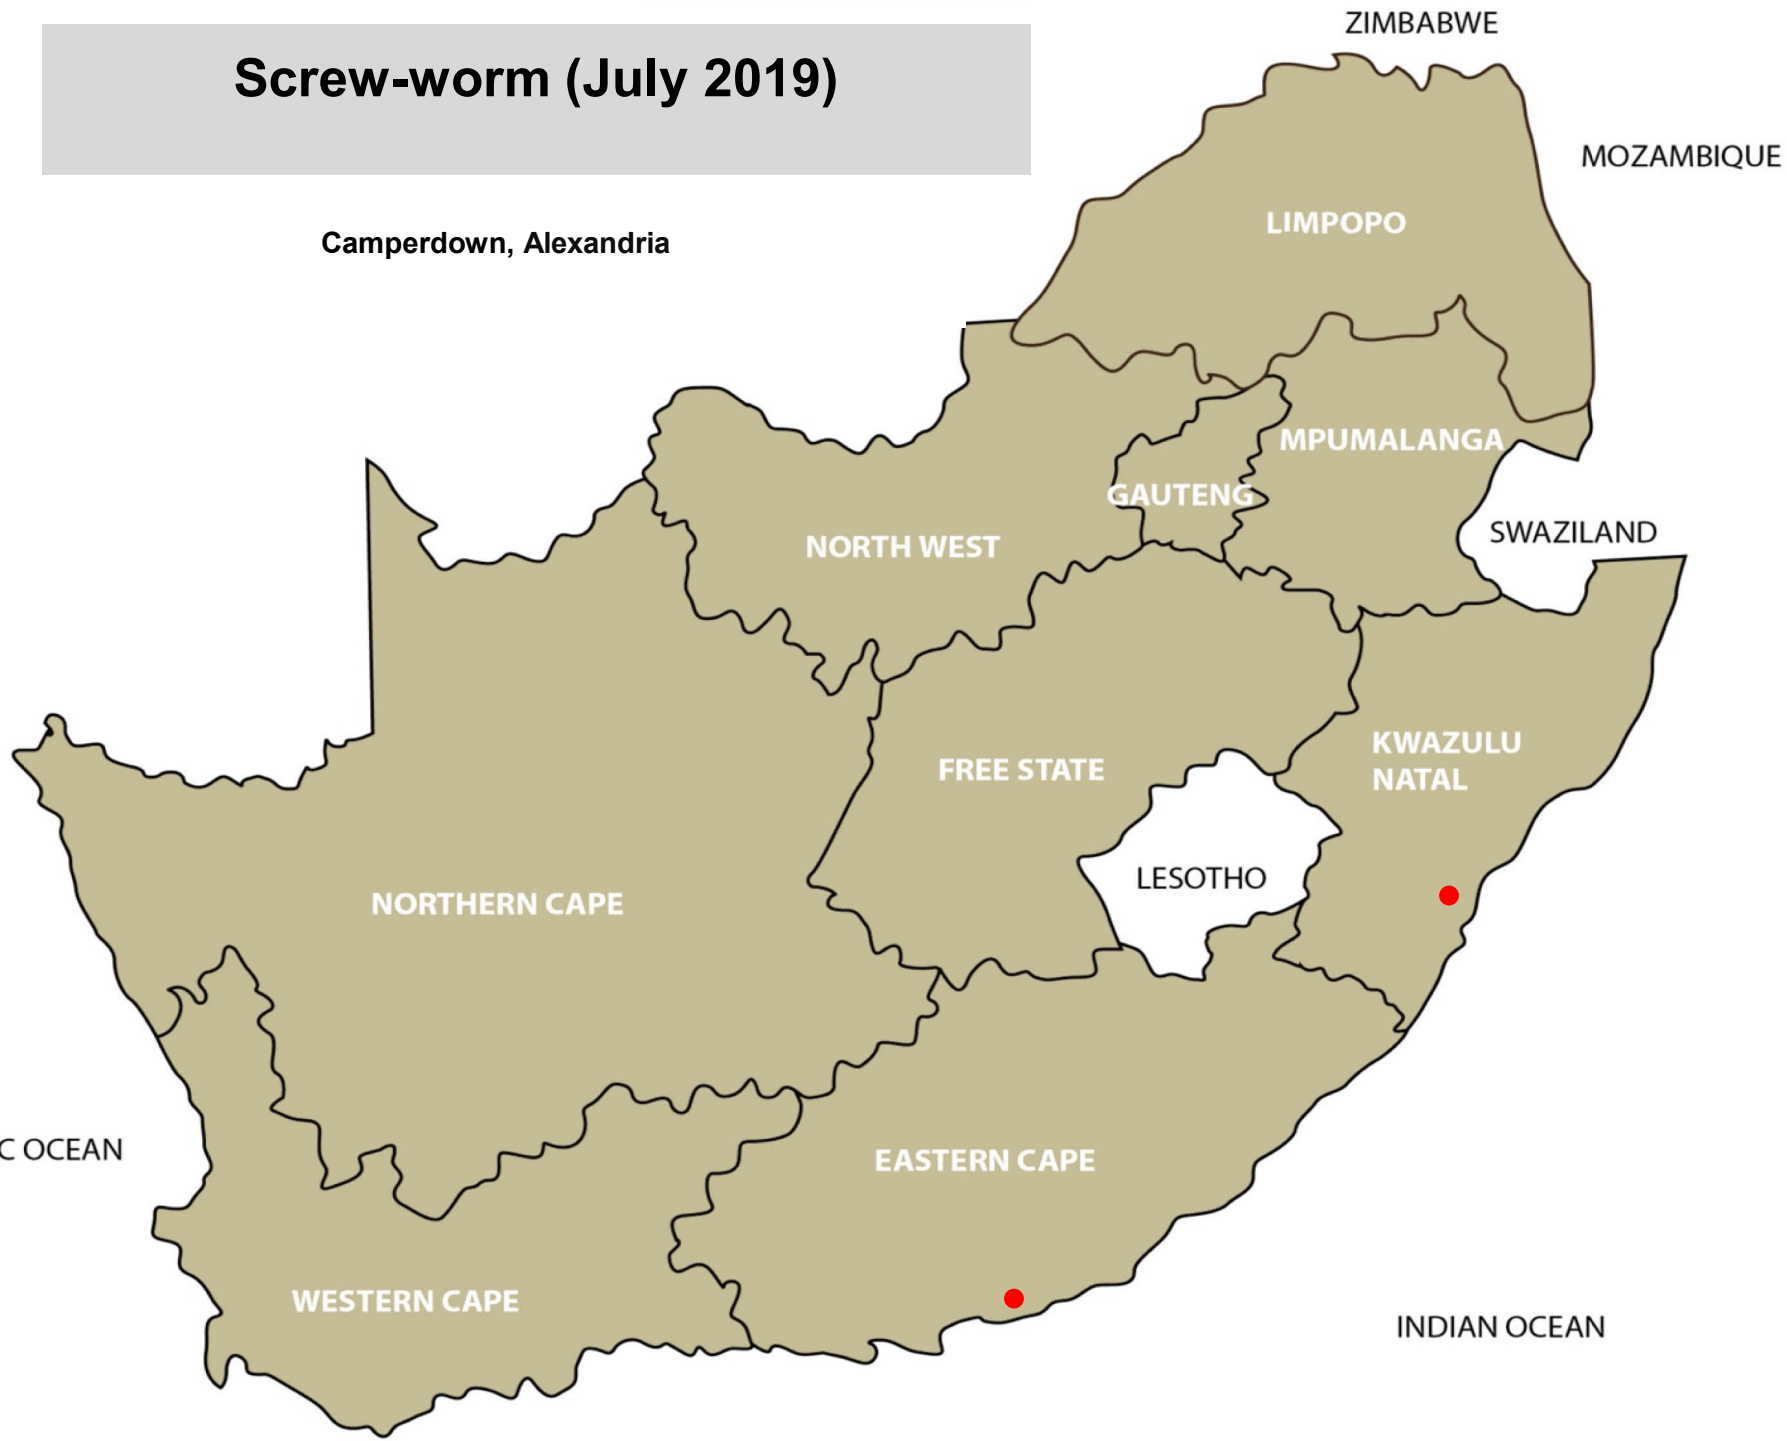 ZIMBABWE
Screw-worm (July 2019)
MOZAMBIQUE
LIMPOPO
Camperdown, Alexandria
MPUMALANGA
GAUTENG
SWAZILAND
NORTH WEST
KWAZULU
NATAL
FREE STATE
LESOTHO
NORTHERN CAPE
C OCEAN
EASTERN CAPE
WESTERN CAPE
INDIAN OCEAN